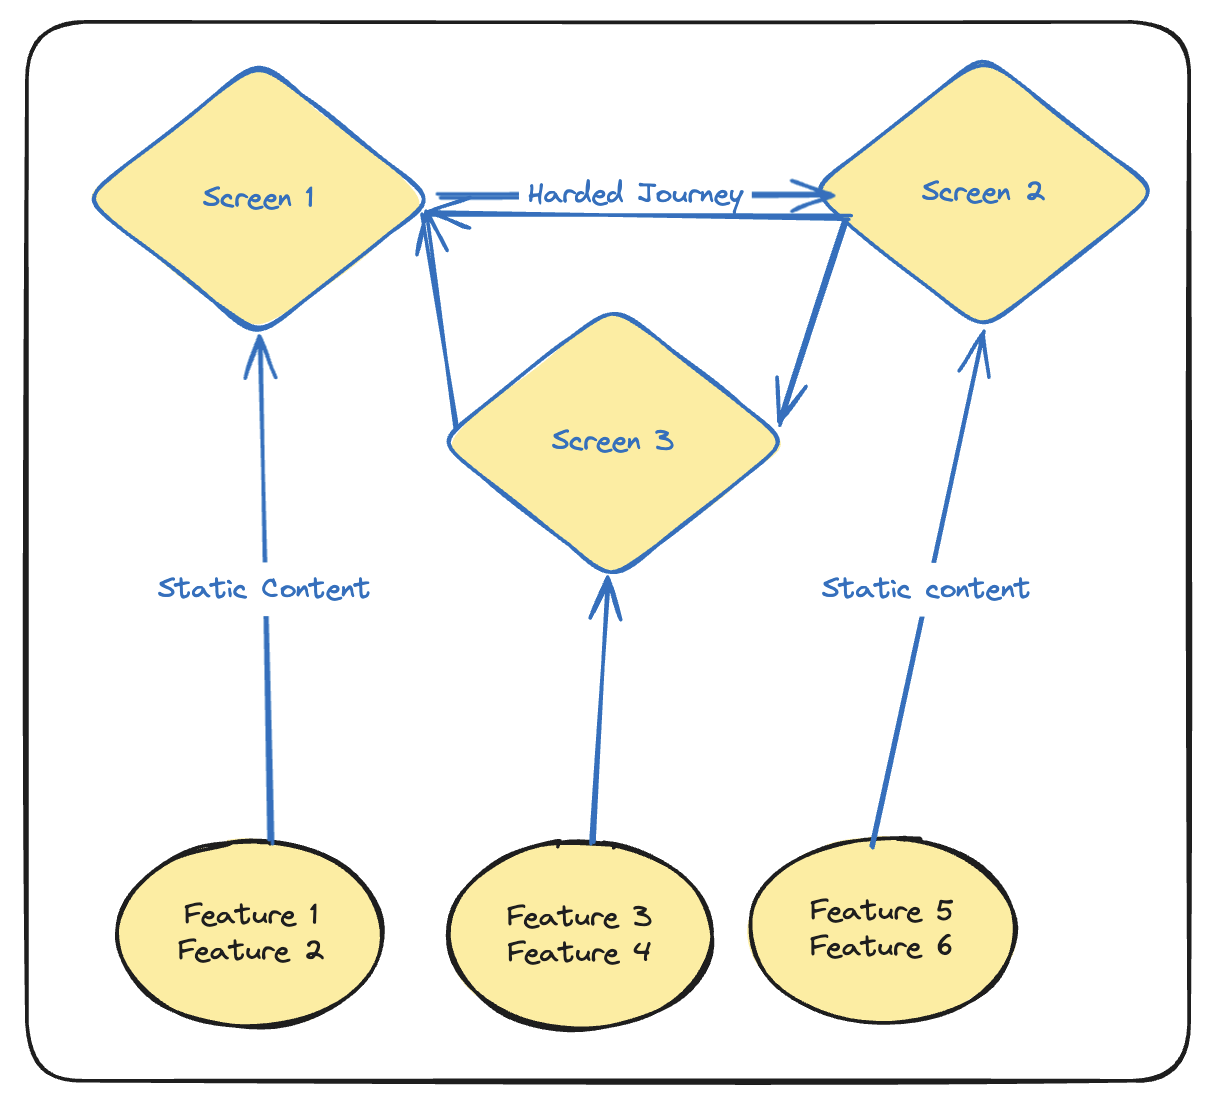 Screen 1
Harded Journey
Screen 2
Screen 3
Static Content
Static content
Feature 1
Feature 2
Feature 3
Feature 4
Feature 5
Feature 6